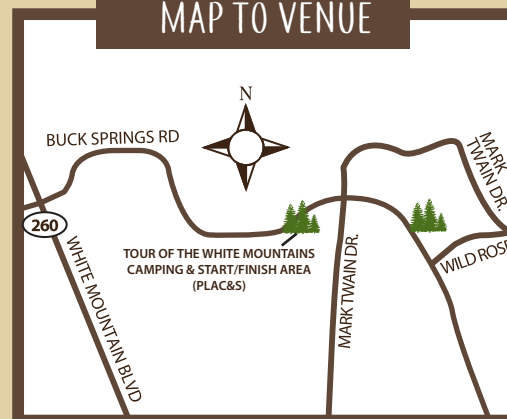 MAP TO VENUE
N
BUCK SPRINGS RD
MARK
TWAIN DR.
260
WHITE MOUNTAIN BLVD
TOUR OF THE WHITE MOUNTAINS
CAMPING & START/FINISH AREA
(PLAC&S)
MARK TWAIN DR.
WILD ROSE